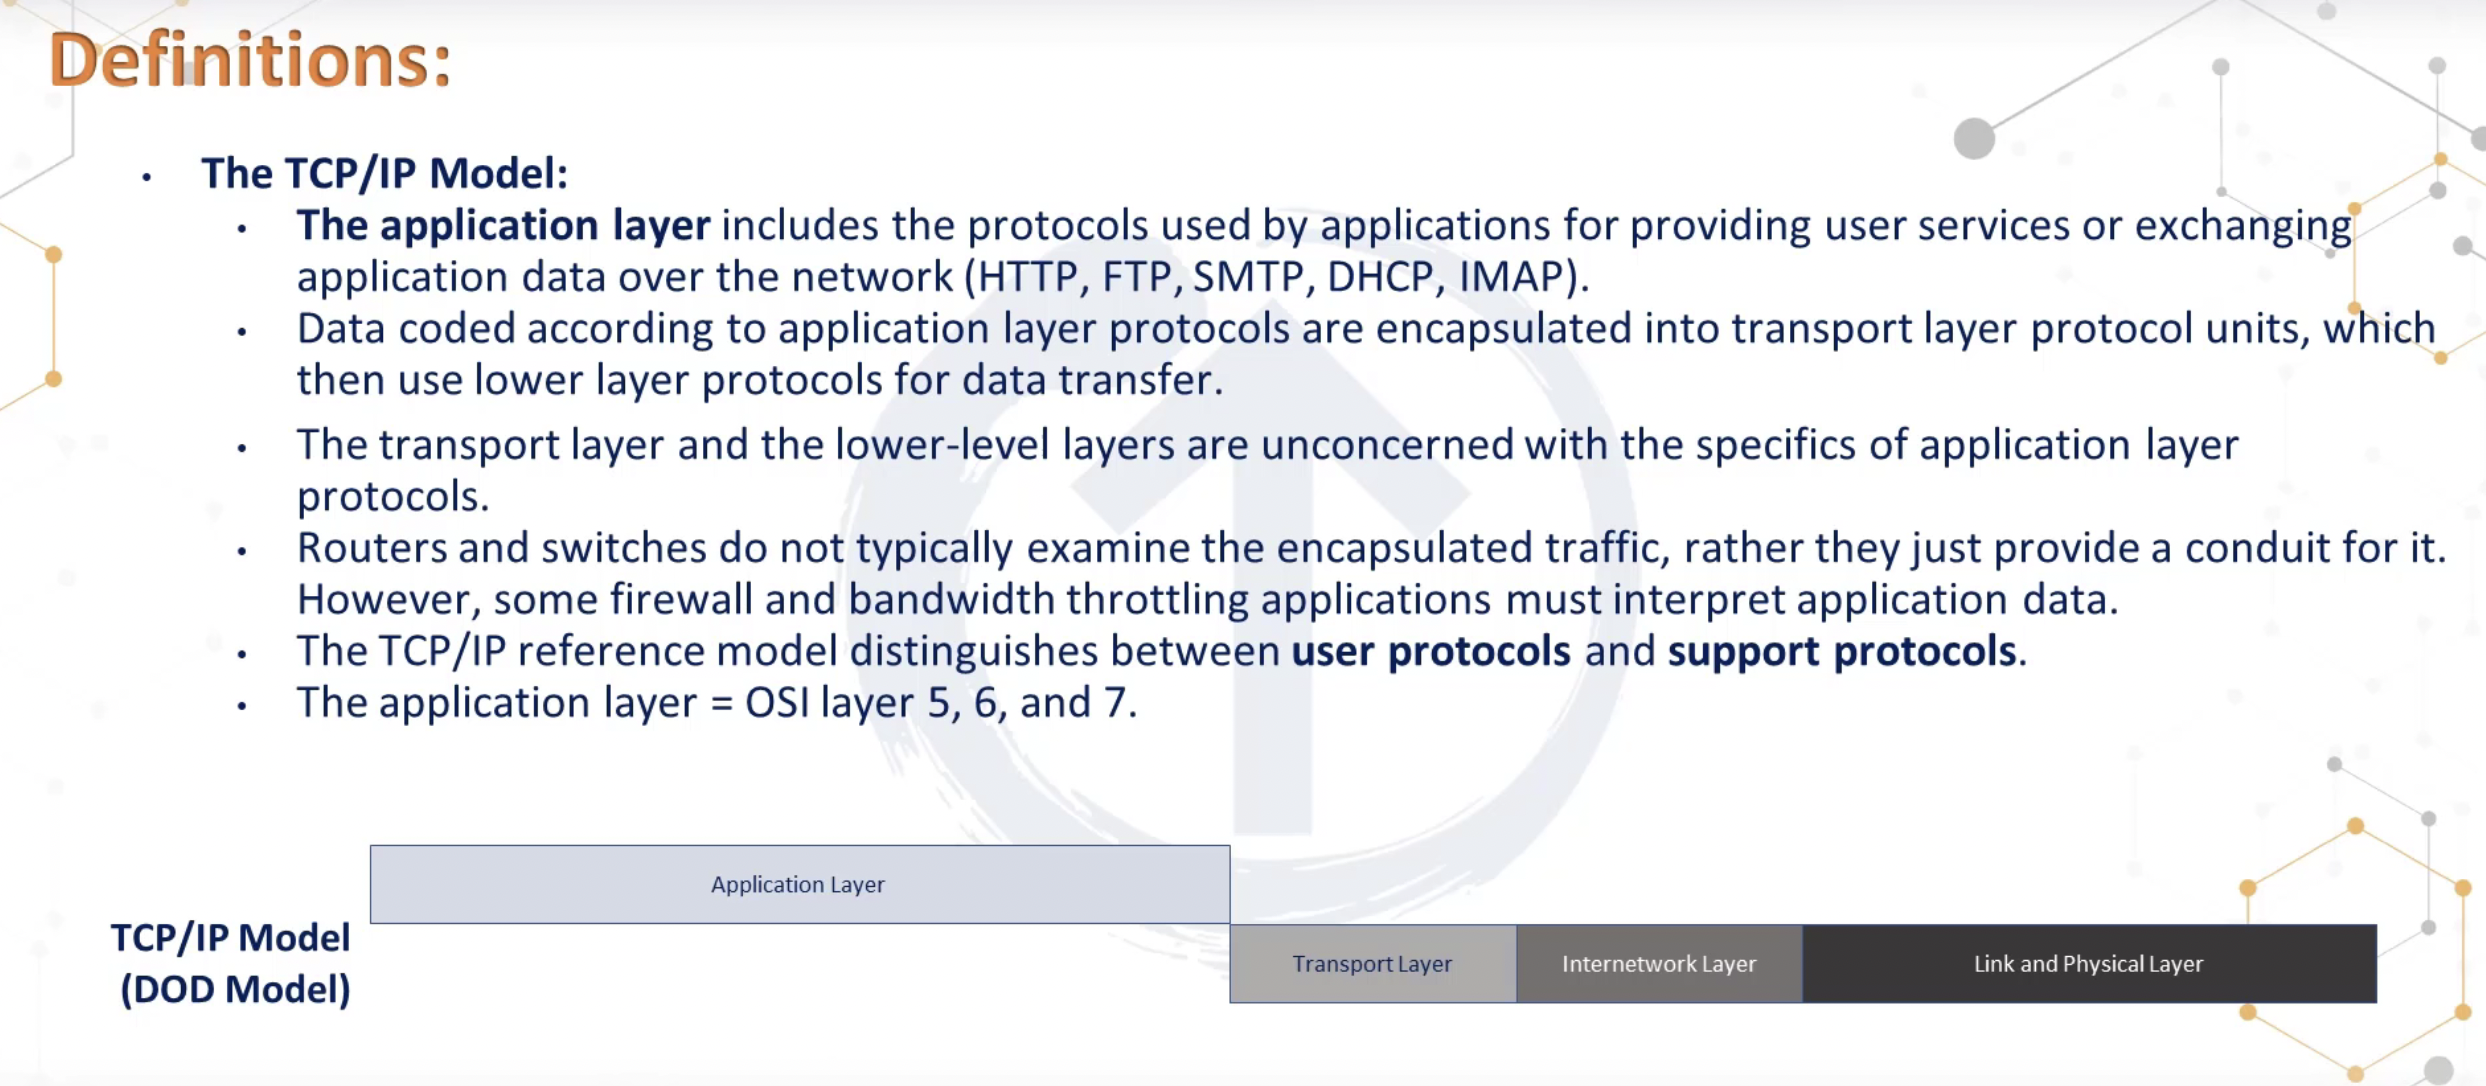 Definitions:
• The TCP/IP Model:
• The application layer includes the protocols used by applications for providing user services or exchanging
application data over the network (HTTP, FTP, SMTP, DHCP, IMAP).
• Data coded according to application layer protocols are encapsulated into transport layer protocol units, which
then use lower layer protocols for data transfer.
• The transport layer and the lower-level layers are unconcerned with the specifics of application layer
protocols.
• Routers and switches do not typically examine the encapsulated traffic, rather they just provide a conduit for it.
However, some firewall and bandwidth throttling applications must interpret application data.
• The TCP/IP reference model distinguishes between user protocols and support protocols.
• The application layer = OSI layer 5, 6, and 7.
Application Layer
TCP/IP Model
(DOD Model)
Transport Layer
Internetwork Layer
Link and Physical Layer